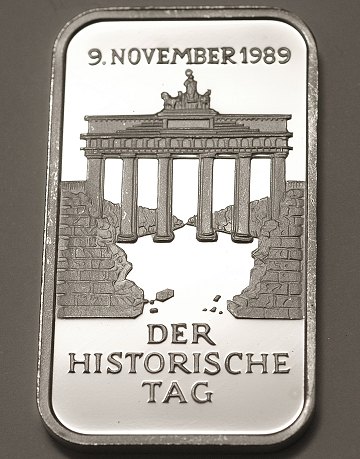 9. NOVEMBER 1989
DER
HISTORISCHE
TAG